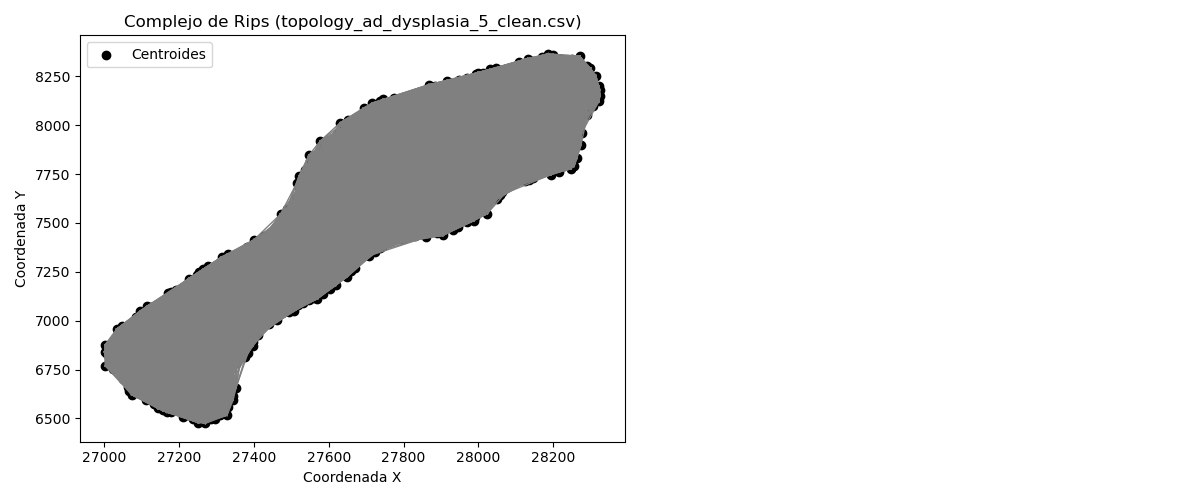 Complejo de Rips (topology_ad_dysplasia_5_clean.csv)
Centroides
8250
8000
7750
7500
7250
7000
6750
6500
Coordenada Y
27000 27200 27400 27600 27800 28000 28200
Coordenada X